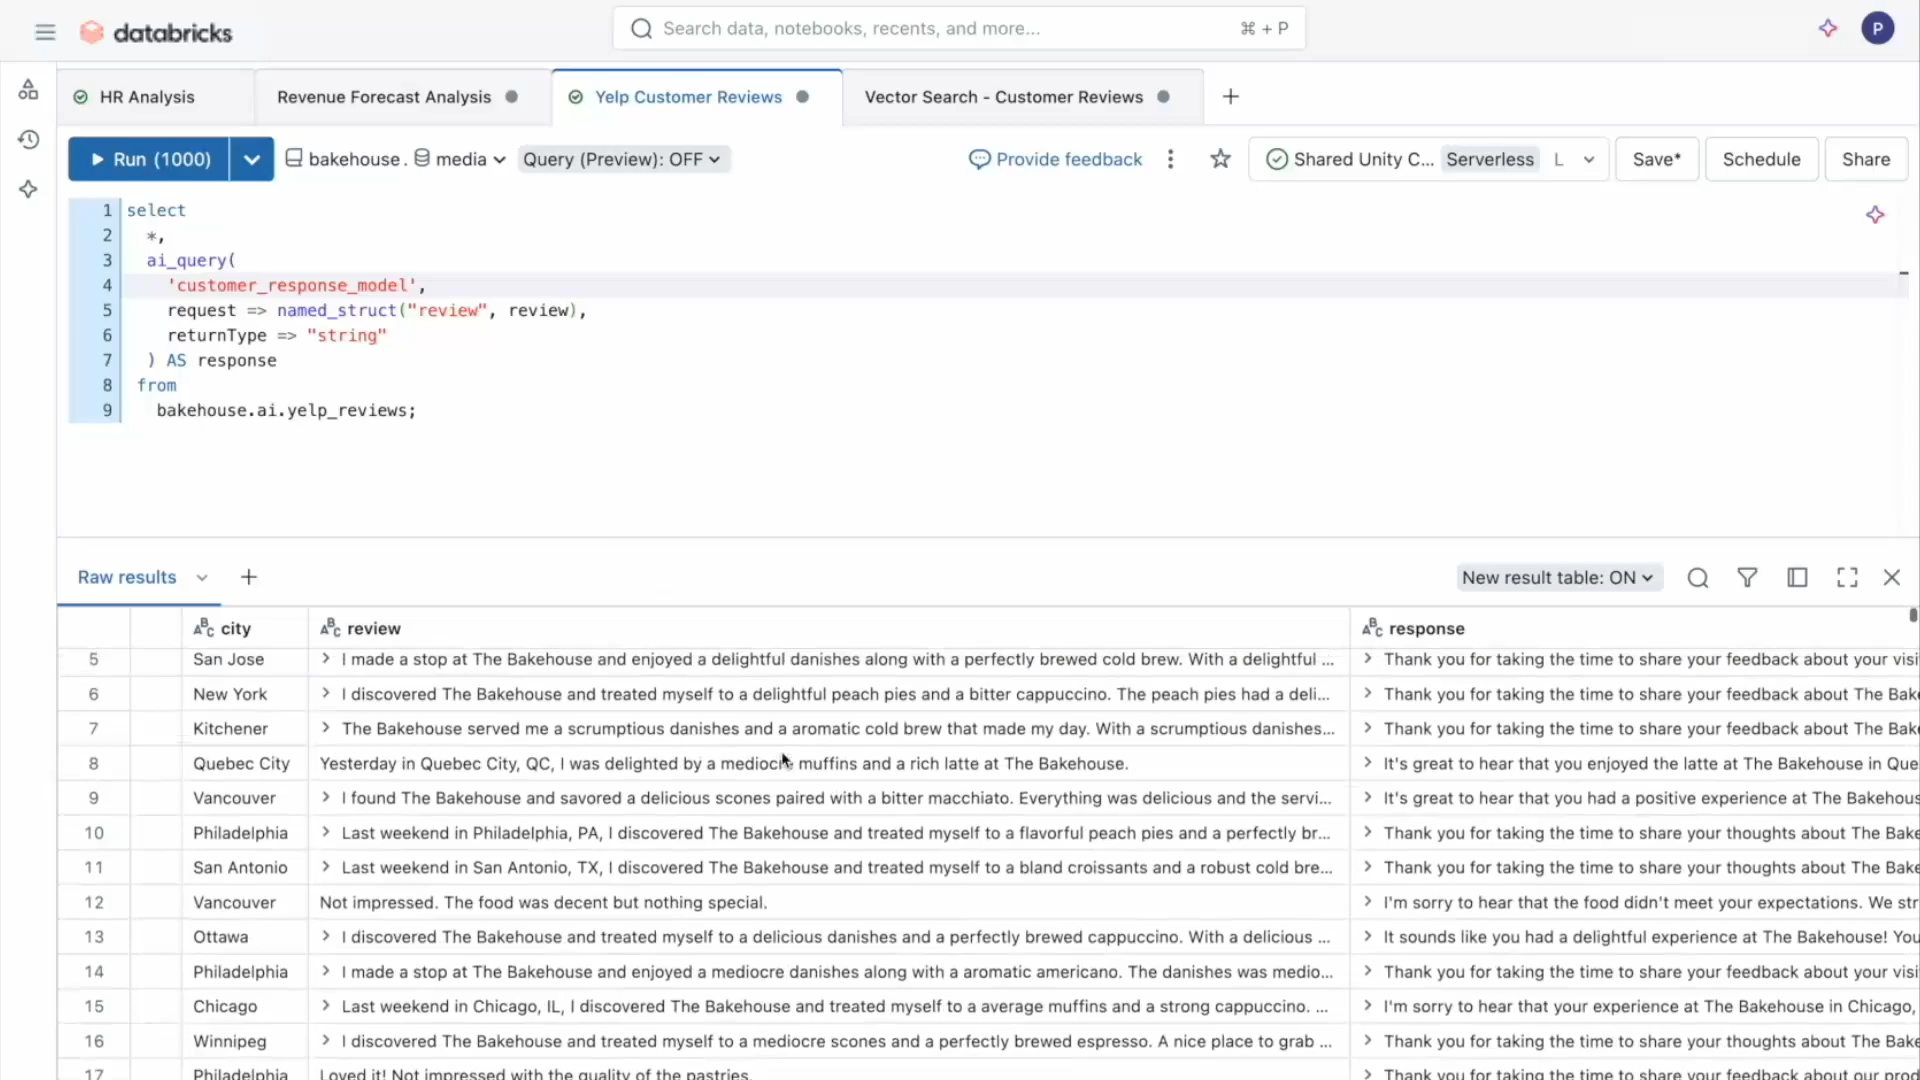 databricks
Search data, notebooks, recents, and more...
⌘ + P
P
HR Analysis
Revenue Forecast Analysis
Yelp Customer Reviews
Vector Search - Customer Reviews
Run (1000)
bakehouse. media
Query (Preview): OFF
Provide feedback
Shared Unity C... Serverless L
Save*
Schedule
Share
1 select
2 *,
3 ai_query(
4 'customer_response_model',
5 request => named_struct("review", review),
6 returnType => "string"
7 ) AS response
8 from
9 bakehouse.ai.yelp_reviews;
Raw results
New result table: ON
city review response
5 San Jose I made a stop at The Bakehouse and enjoyed a delightful danishes along with a perfectly brewed cold brew. With a delightful ... Thank you for taking the time to share your feedback about your visi
6 New York I discovered The Bakehouse and treated myself to a delightful peach pies and a bitter cappuccino. The peach pies had a deli... Thank you for taking the time to share your feedback about The Bake
7 Kitchener The Bakehouse served me a scrumptious danishes and a aromatic cold brew that made my day. With a scrumptious danishes... Thank you for taking the time to share your feedback about The Bake
8 Quebec City Yesterday in Quebec City, QC, I was delighted by a mediocre muffins and a rich latte at The Bakehouse. It's great to hear that you enjoyed the latte at The Bakehouse in Que
9 Vancouver I found The Bakehouse and savored a delicious scones paired with a bitter macchiato. Everything was delicious and the servi... It's great to hear that you had a positive experience at The Bakehous
10 Philadelphia Last weekend in Philadelphia, PA, I discovered The Bakehouse and treated myself to a flavorful peach pies and a perfectly br... Thank you for taking the time to share your thoughts about The Bake
11 San Antonio Last weekend in San Antonio, TX, I discovered The Bakehouse and treated myself to a bland croissants and a robust cold bre... Thank you for taking the time to share your thoughts about The Bake
12 Vancouver Not impressed. The food was decent but nothing special. I'm sorry to hear that the food didn't meet your expectations. We str
13 Ottawa I discovered The Bakehouse and treated myself to a delicious danishes and a perfectly brewed cappuccino. With a delicious ... It sounds like you had a delightful experience at The Bakehouse! You
14 Philadelphia I made a stop at The Bakehouse and enjoyed a mediocre danishes along with a aromatic americano. The danishes was medio... Thank you for taking the time to share your feedback about your visi
15 Chicago Last weekend in Chicago, IL, I discovered The Bakehouse and treated myself to a average muffins and a strong cappuccino. ... I'm sorry to hear that your experience at The Bakehouse in Chicago,
16 Winnipeg I discovered The Bakehouse and treated myself to a mediocre scones and a perfectly brewed espresso. A nice place to grab ... Thank you for taking the time to share your thoughts about The Bake
17 Philadelphia Loved it! Not impressed with the quality of the pastries. Thank you for taking the time to share your feedback about our prod